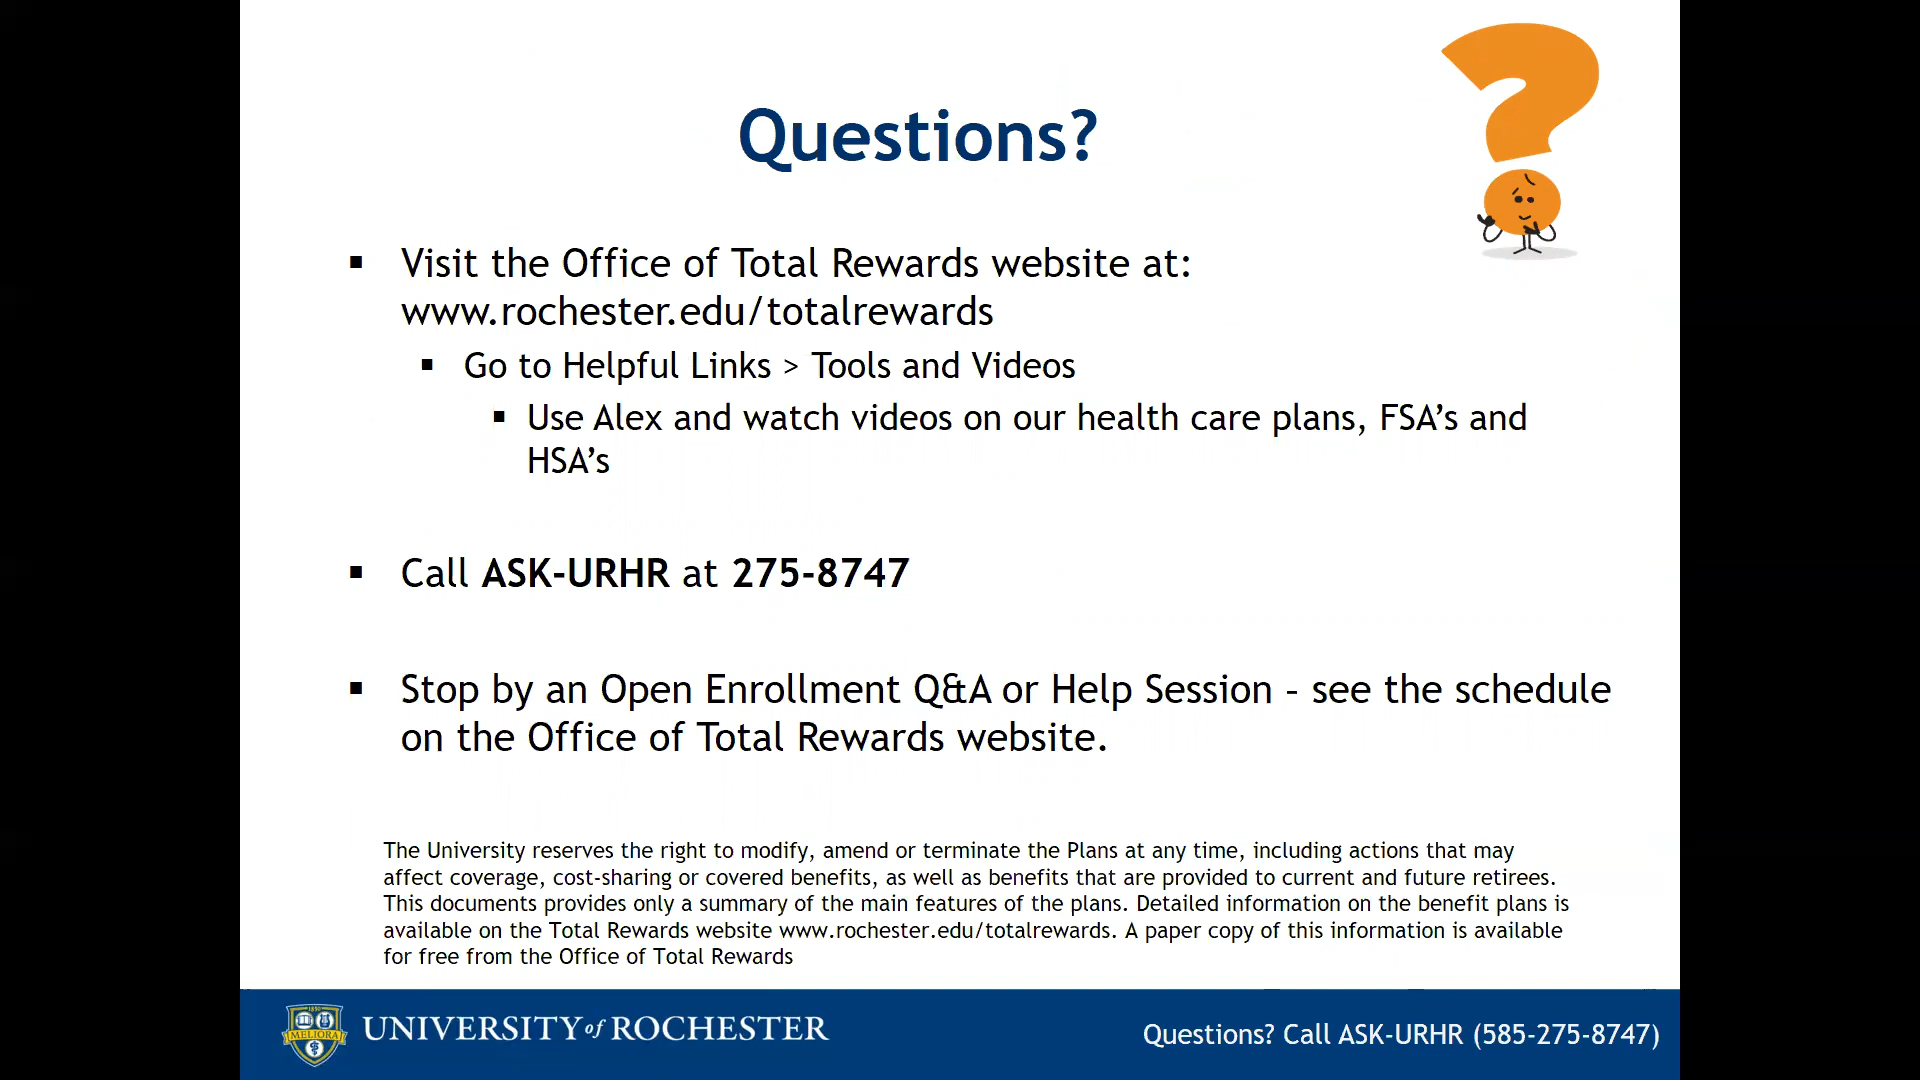 Questions?
▪ Visit the Office of Total Rewards website at:
www.rochester.edu/totalrewards
▪ Go to Helpful Links > Tools and Videos
▪ Use Alex and watch videos on our health care plans, FSA’s and
HSA’s
▪ Call ASK-URHR at 275-8747
▪ Stop by an Open Enrollment Q&A or Help Session – see the schedule
on the Office of Total Rewards website.
The University reserves the right to modify, amend or terminate the Plans at any time, including actions that may
affect coverage, cost-sharing or covered benefits, as well as benefits that are provided to current and future retirees.
This documents provides only a summary of the main features of the plans. Detailed information on the benefit plans is
available on the Total Rewards website www.rochester.edu/totalrewards. A paper copy of this information is available
for free from the Office of Total Rewards
1850
MELIORA
UNIVERSITY of ROCHESTER
Questions? Call ASK-URHR (585-275-8747)